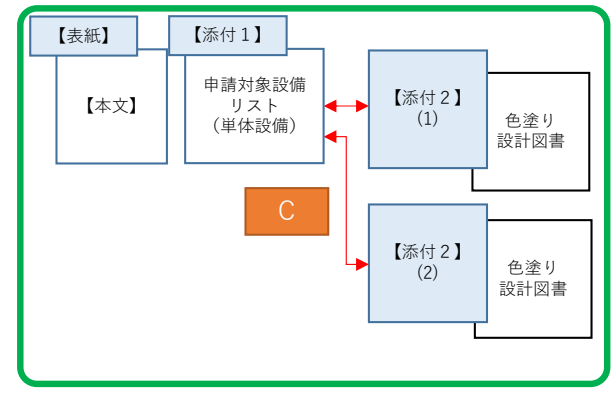 【表紙】
【本文】
【添付１】
申請対象設備
リスト
（単体設備）
【添付２】
(1)
色塗り
設計図書
C
【添付２】
(2)
色塗り
設計図書